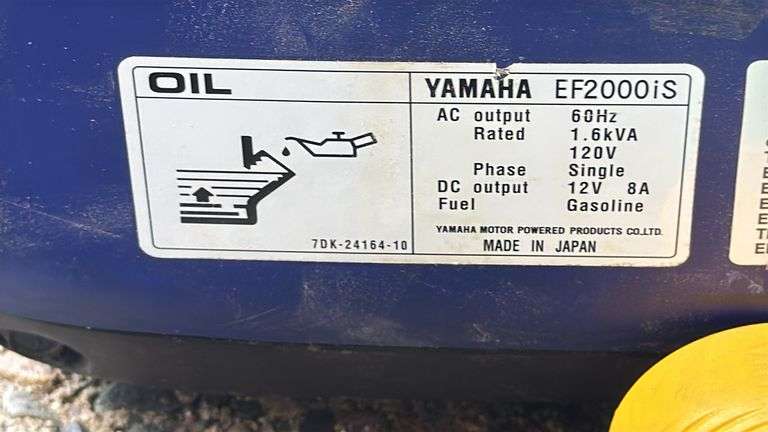 OIL
7DK-24164-10
YAMAHA EF2000iS
AC output 60Hz
Rated 1.6kVA
120V
Phase Single
DC output 12V 8A
Fuel Gasoline
YAMAHA MOTOR POWERED PRODUCTS CO.,LTD.
MADE IN JAPAN